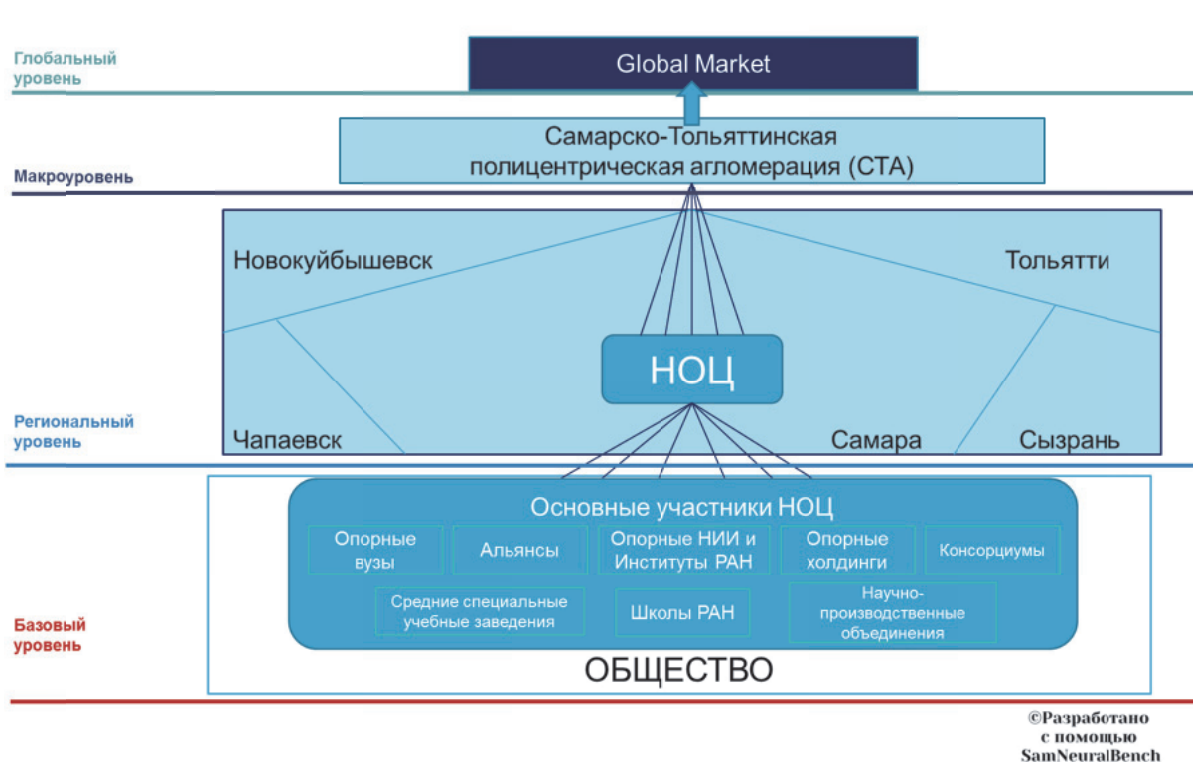 Глобальный
уровень
Global Market
Самарско-Тольяттинская
полицентрическая агломерация (СТА)
Макроуровень
Новокуйбышевск
Тольятти
НОЦ
Региональный
уровень
Чапаевск
Самара
Сызрань
Основные участники НОЦ
Опорные
вузы
Альянсы
Опорные НИИ и
Институты РАН
Опорные
холдинги
Консорциумы
Средние специальные
учебные заведения
Школы РАН
Научно-
производственные
объединения
Базовый
уровень
ОБЩЕСТВО
©Разработано
с помощью
SamNeuralBench